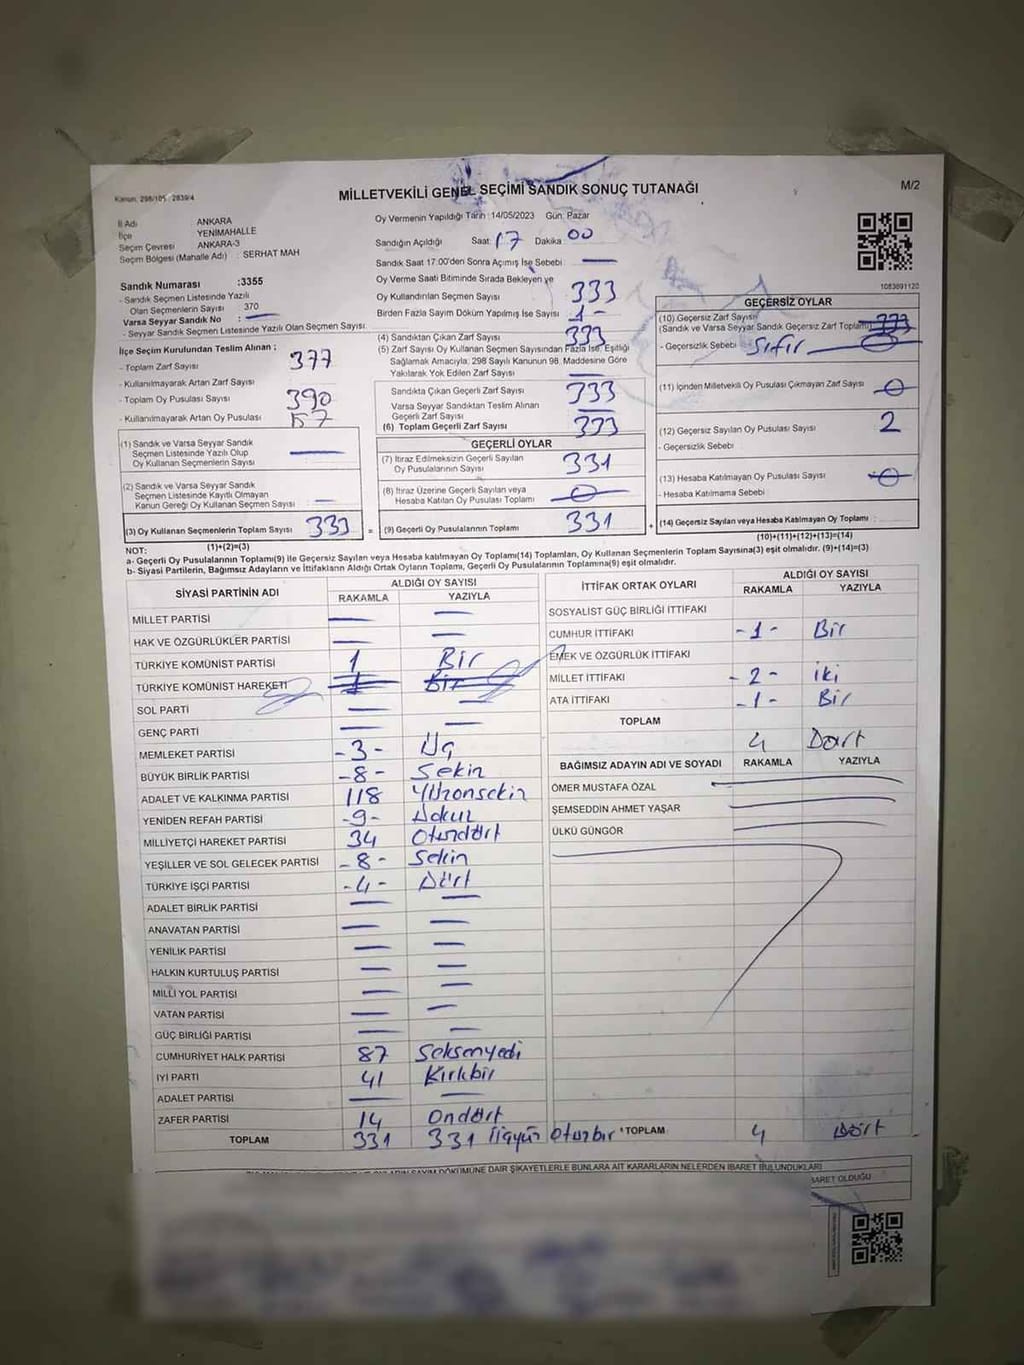 Kanun: 298/105 2839/4
MİLLETVEKİLİ GENEL SEÇİMİ SANDIK SONUÇ TUTANAĞI
M/2
İl Adı ANKARA
İlçe YENİMAHALLE
Seçim Çevresi ANKARA-3
Seçim Bölgesi (Mahalle Adı) : SERHAT MAH
Sandık Numarası :3355
- Sandık Seçmen Listesinde Yazılı
Olan Seçmenlerin Sayısı 370
Varsa Seyyar Sandık No : —
- Seyyar Sandık Seçmen Listesinde Yazılı Olan Seçmen Sayısı:
İlçe Seçim Kurulundan Teslim Alınan :
- Toplam Zarf Sayısı 377
- Kullanılmayarak Artan Zarf Sayısı
- Toplam Oy Pusulası Sayısı 390
- Kullanılmayarak Artan Oy Pusulası 57
(1) Sandık ve Varsa Seyyar Sandık
Seçmen Listesinde Yazılı Olup
Oy Kullanan Seçmenlerin Sayısı —
(2) Sandık ve Varsa Seyyar Sandık
Seçmen Listesinde Kayıtlı Olmayan
Kanun Gereği Oy Kullanan Seçmen Sayısı —
(3) Oy Kullanan Seçmenlerin Toplam Sayısı 333 =
(1)+(2)=(3)
Oy Vermenin Yapıldığı Tarih : 14/05/2023 Gün: Pazar
Sandığın Açıldığı Saat 17 Dakika 00
Sandık Saat 17:00'den Sonra Açımış İse Sebebi —
Oy Verme Saati Bitiminde Sırada Bekleyen ve
Oy Kullandırılan Seçmen Sayısı 333
Birden Fazla Sayım Döküm Yapılmış İse Sayısı 1 -
(4) Sandıktan Çıkan Zarf Sayısı 333
(5) Zarf Sayısı Oy Kullanan Seçmen Sayısından Fazla İse, Eşitliği
Sağlamak Amacıyla, 298 Sayılı Kanunun 98. Maddesine Göre
Yakılarak Yok Edilen Zarf Sayısı —
Sandıkta Çıkan Geçerli Zarf Sayısı 333
Varsa Seyyar Sandıktan Teslim Alınan
Geçerli Zarf Sayısı —
(6) Toplam Geçerli Zarf Sayısı 333
GEÇERLİ OYLAR
(7) İtiraz Edilmeksizin Geçerli Sayılan
Oy Pusulalarının Sayısı 331
(8) İtiraz Üzerine Geçerli Sayılan veya
Hesaba Katılan Oy Pusulası Toplamı 0
(9) Geçerli Oy Pusulalarının Toplamı 331 +
1083691120
GEÇERSİZ OYLAR
(10) Geçersiz Zarf Sayısı
(Sandık ve Varsa Seyyar Sandık Geçersiz Zarf Toplamı) 333
- Geçersizlik Sebebi Sıfır 0
(11) İçinden Milletvekili Oy Pusulası Çıkmayan Zarf Sayısı 0
(12) Geçersiz Sayılan Oy Pusulası Sayısı 2
- Geçersizlik Sebebi
(13) Hesaba Katılmayan Oy Pusulası Sayısı 0
- Hesaba Katılmama Sebebi
(14) Geçersiz Sayılan veya Hesaba Katılmayan Oy Toplamı :
(10)+(11)+(12)+(13)=(14)
NOT:
a- Geçerli Oy Pusulalarının Toplamı(9) ile Geçersiz Sayılan veya Hesaba katılmayan Oy Toplamı(14) Toplamları, Oy Kullanan Seçmenlerin Toplam Sayısına(3) eşit olmalıdır. (9)+(14)=(3)
b- Siyasi Partilerin, Bağımsız Adayların ve İttifakların Aldığı Ortak Oyların Toplamı, Geçerli Oy Pusulalarının Toplamına(9) eşit olmalıdır.
SİYASİ PARTİNİN ADI ALDIĞI OY SAYISI
RAKAMLA YAZIYLA
MİLLET PARTİSİ — —
HAK VE ÖZGÜRLÜKLER PARTİSİ — —
TÜRKİYE KOMÜNİST PARTİSİ 1 Bir
TÜRKİYE KOMÜNİST HAREKETİ 1 Bir
SOL PARTİ — —
GENÇ PARTİ — —
MEMLEKET PARTİSİ -3- Üç
BÜYÜK BİRLİK PARTİSİ -8- Sekiz
ADALET VE KALKINMA PARTİSİ 118 Yüzonsekiz
YENİDEN REFAH PARTİSİ -9- Dokuz
MİLLİYETÇİ HAREKET PARTİSİ 34 Otuzdört
YEŞİLLER VE SOL GELECEK PARTİSİ -8- Sekiz
TÜRKİYE İŞÇİ PARTİSİ -4- Dört
ADALET BİRLİK PARTİSİ — —
ANAVATAN PARTİSİ — —
YENİLİK PARTİSİ — —
HALKIN KURTULUŞ PARTİSİ — —
MİLLİ YOL PARTİSİ — —
VATAN PARTİSİ — —
GÜÇ BİRLİĞİ PARTİSİ — —
CUMHURİYET HALK PARTİSİ 87 Seksenyedi
İYİ PARTİ 41 Kırkbir
ADALET PARTİSİ — —
ZAFER PARTİSİ 14 Ondört
TOPLAM 331 331 Üçyüz Otuzbir
İTTİFAK ORTAK OYLARI ALDIĞI OY SAYISI
RAKAMLA YAZIYLA
SOSYALİST GÜÇ BİRLİĞİ İTTİFAKI
CUMHUR İTTİFAKI -1- Bir
EMEK VE ÖZGÜRLÜK İTTİFAKI
MİLLET İTTİFAKI -2- İki
ATA İTTİFAKI -1- Bir
TOPLAM 4 Dört
BAĞIMSIZ ADAYIN ADI VE SOYADI RAKAMLA YAZIYLA
ÖMER MUSTAFA ÖZAL —
ŞEMSEDDİN AHMET YAŞAR —
ÜLKÜ GÜNGÖR —
TOPLAM 4 Dört
SAYIM DÖKÜMÜNE DAİR ŞİKAYETLERLE BUNLARA AİT KARARLARIN NELERDEN İBARET BULUNDUKLARI
İBARET OLDUĞU